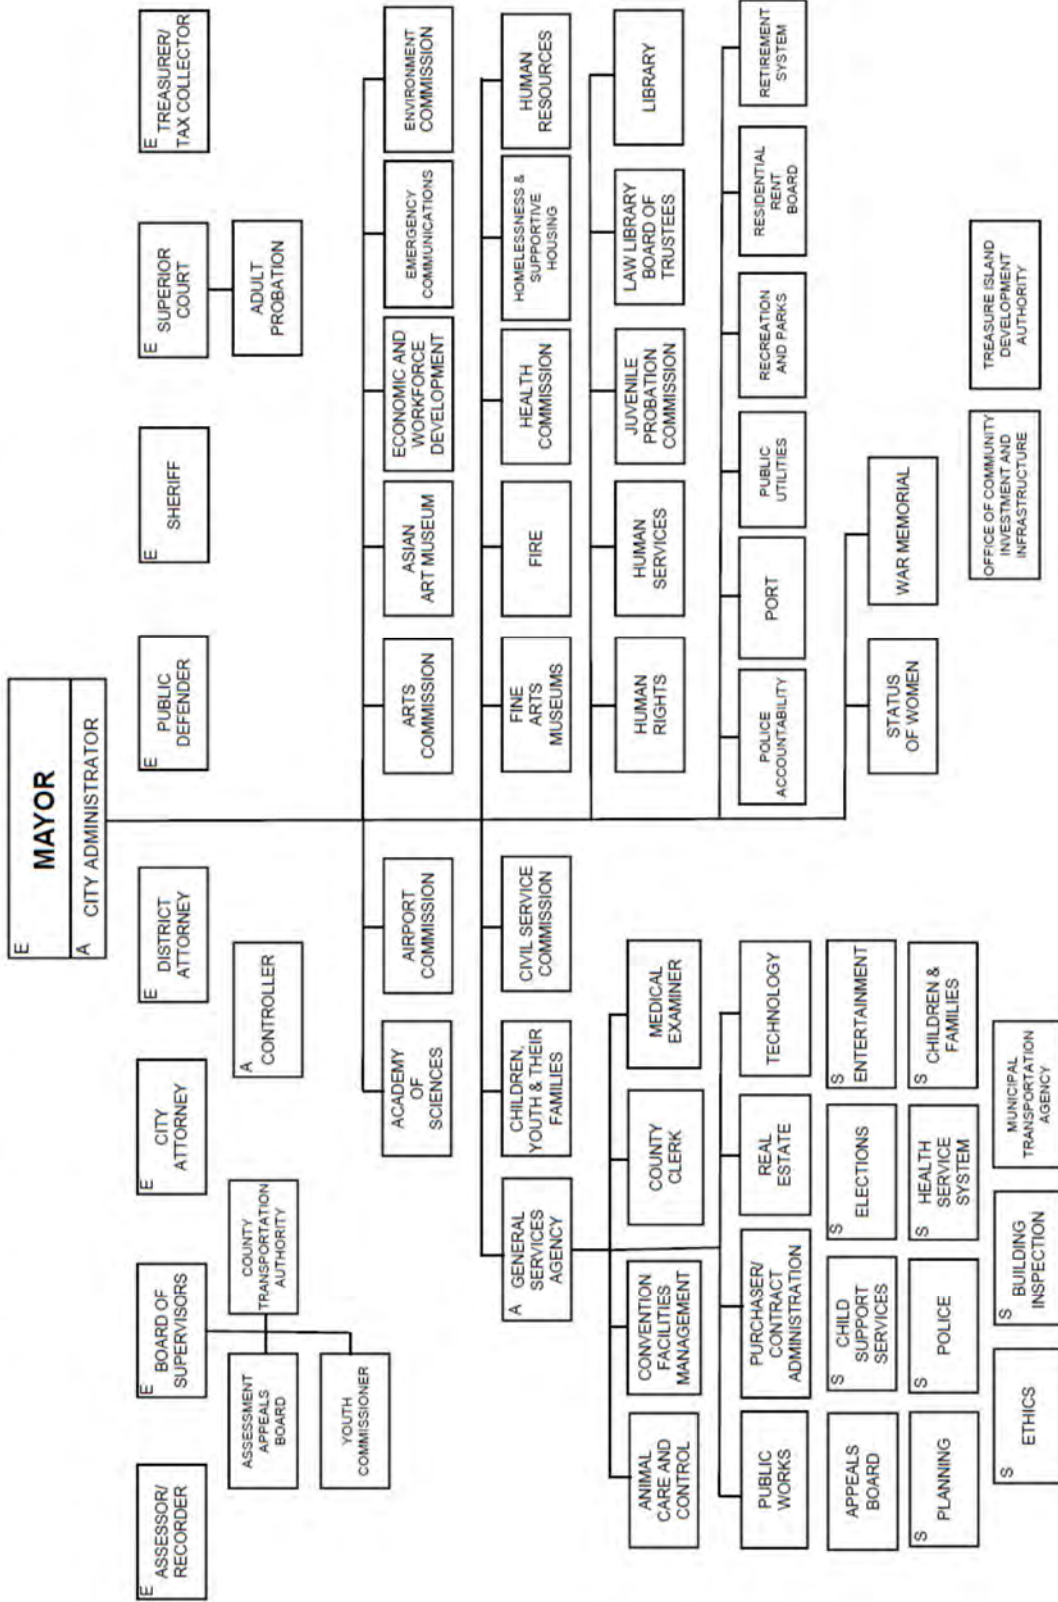 E
MAYOR
A
CITY ADMINISTRATOR
E
ASSESSOR/
RECORDER
E
BOARD OF
SUPERVISORS
E
CITY
ATTORNEY
E
DISTRICT
ATTORNEY
E
PUBLIC
DEFENDER
E
SHERIFF
E
SUPERIOR
COURT
E
TREASURER/
TAX COLLECTOR
ASSESSMENT
APPEALS
BOARD
COUNTY
TRANSPORTATION
AUTHORITY
A
CONTROLLER
ADULT
PROBATION
YOUTH
COMMISSIONER
ACADEMY
OF
SCIENCES
AIRPORT
COMMISSION
ARTS
COMMISSION
ASIAN
ART MUSEUM
ECONOMIC AND
WORKFORCE
DEVELOPMENT
EMERGENCY
COMMUNICATIONS
ENVIRONMENT
COMMISSION
A
GENERAL
SERVICES
AGENCY
CHILDREN,
YOUTH & THEIR
FAMILIES
CIVIL SERVICE
COMMISSION
FINE
ARTS
MUSEUMS
FIRE
HEALTH
COMMISSION
HOMELESSNESS &
SUPPORTIVE
HOUSING
HUMAN
RESOURCES
ANIMAL
CARE AND
CONTROL
CONVENTION
FACILITIES
MANAGEMENT
COUNTY
CLERK
MEDICAL
EXAMINER
HUMAN
RIGHTS
HUMAN
SERVICES
JUVENILE
PROBATION
COMMISSION
LAW LIBRARY
BOARD OF
TRUSTEES
LIBRARY
PUBLIC
WORKS
PURCHASER/
CONTRACT
ADMINISTRATION
REAL
ESTATE
TECHNOLOGY
POLICE
ACCOUNTABILITY
PORT
PUBLIC
UTILITIES
RECREATION
AND PARKS
RESIDENTIAL
RENT
BOARD
RETIREMENT
SYSTEM
APPEALS
BOARD
S
CHILD
SUPPORT
SERVICES
S
ELECTIONS
S
ENTERTAINMENT
STATUS
OF WOMEN
WAR MEMORIAL
S
PLANNING
S
POLICE
S
HEALTH
SERVICE
SYSTEM
S
CHILDREN &
FAMILIES
S
ETHICS
S
BUILDING
INSPECTION
MUNICIPAL
TRANSPORTATION
AGENCY
OFFICE OF COMMUNITY
INVESTMENT AND
INFRASTRUCTURE
TREASURE ISLAND
DEVELOPMENT
AUTHORITY